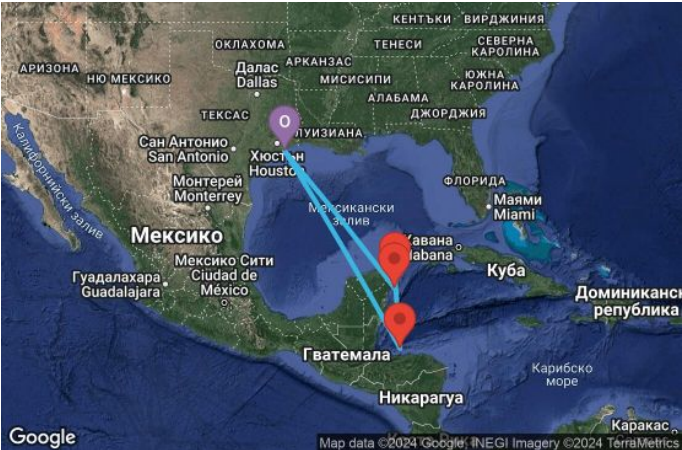 КЕНТЪКИ
ВИРДЖИНИЯ
ОКЛАХОМА
ТЕНЕСИ
СЕВЕРНА
КАРОЛИНА
АРИЗОНА
НЮ МЕКСИКО
Далас
Dallas
АРКАНЗАС
МИСИСИПИ
ЮЖНА
КАРОЛИНА
АЛАБАМА
ТЕКСАС
ДЖОРДЖИЯ
O
ЛУИЗИАНА
Сан Антонио
San Antonio
Хюстън
Houston
Калифорнийски залив
Монтерей
Monterrey
ФЛОРИДА
Маями
Miami
Мексикански
залив
Мексико
Хавана
Habana
Куба
Гуадалахара
Guadalajara
Мексико Сити
Ciudad de
México
Доминиканск
република
Гватемала
Карибско
море
Никарагуа
Каракас
Google
Map data ©2024 Google, INEGI Imagery ©2024 TerraMetrics